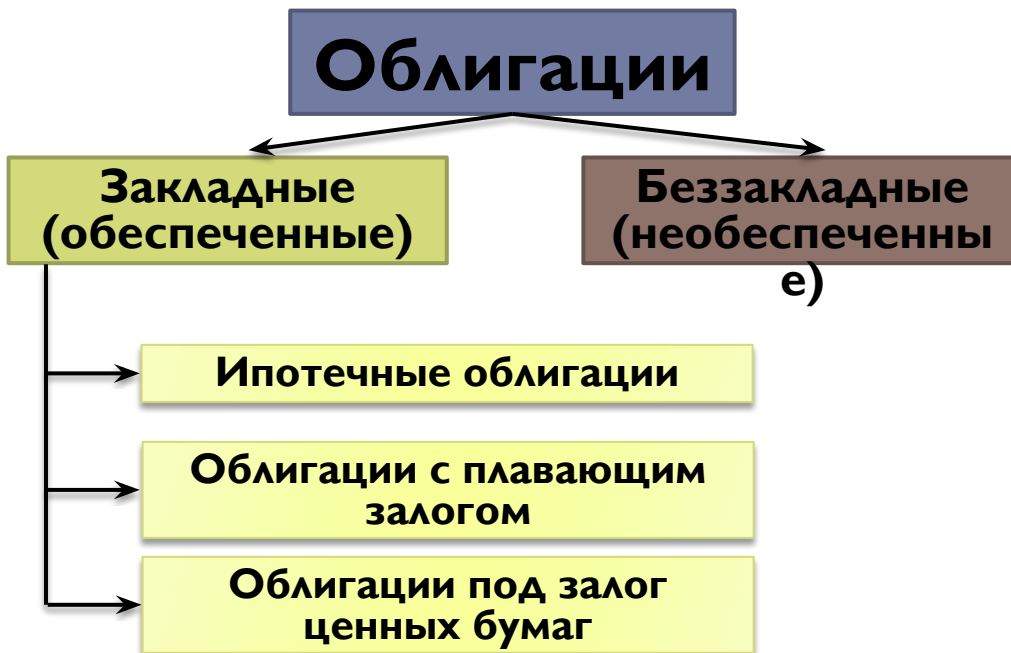 Облигации
Закладные
(обеспеченные)
Беззакладные
(необеспеченны
е)
Ипотечные облигации
Облигации с плавающим
залогом
Облигации под залог
ценных бумаг